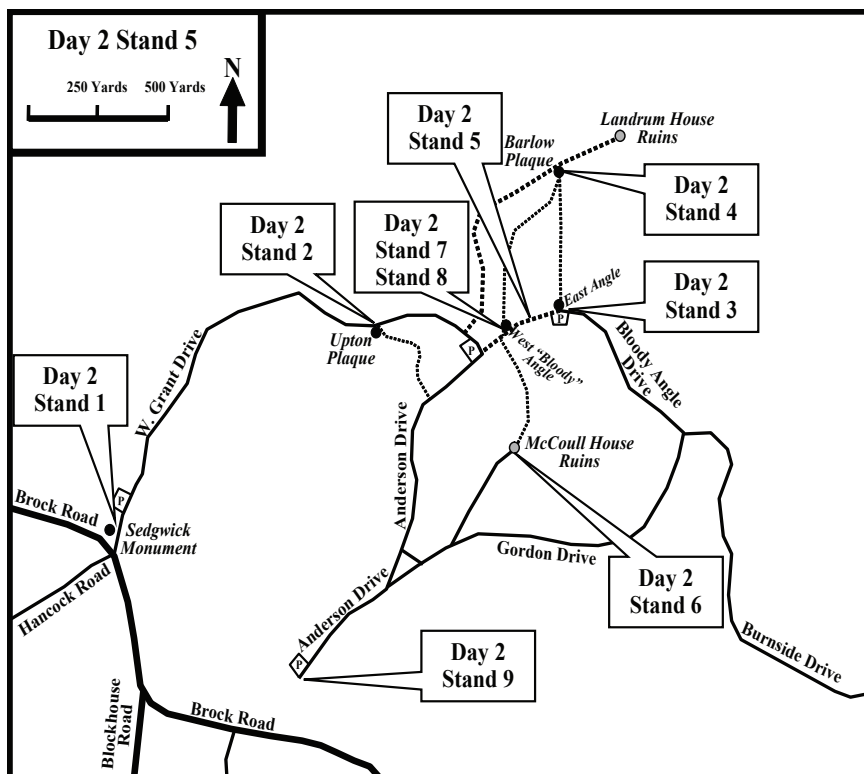 Day 2 Stand 5
N
250 Yards
500 Yards
Day 2
Stand 5
Landrum House
Ruins
Barlow
Plaque
Day 2
Stand 4
Day 2
Stand 2
Day 2
Stand 7
Stand 8
East Angle
P
Day 2
Stand 3
Upton
Plaque
P
West "Bloody"
Angle
Bloody Angle
Drive
W. Grant Drive
Day 2
Stand 1
Anderson Drive
McCoull House
Ruins
P
Brock Road
Sedgwick
Monument
Gordon Drive
Hancock Road
Day 2
Stand 6
Anderson Drive
P
Day 2
Stand 9
Burnside Drive
Blockhouse
Road
Brock Road